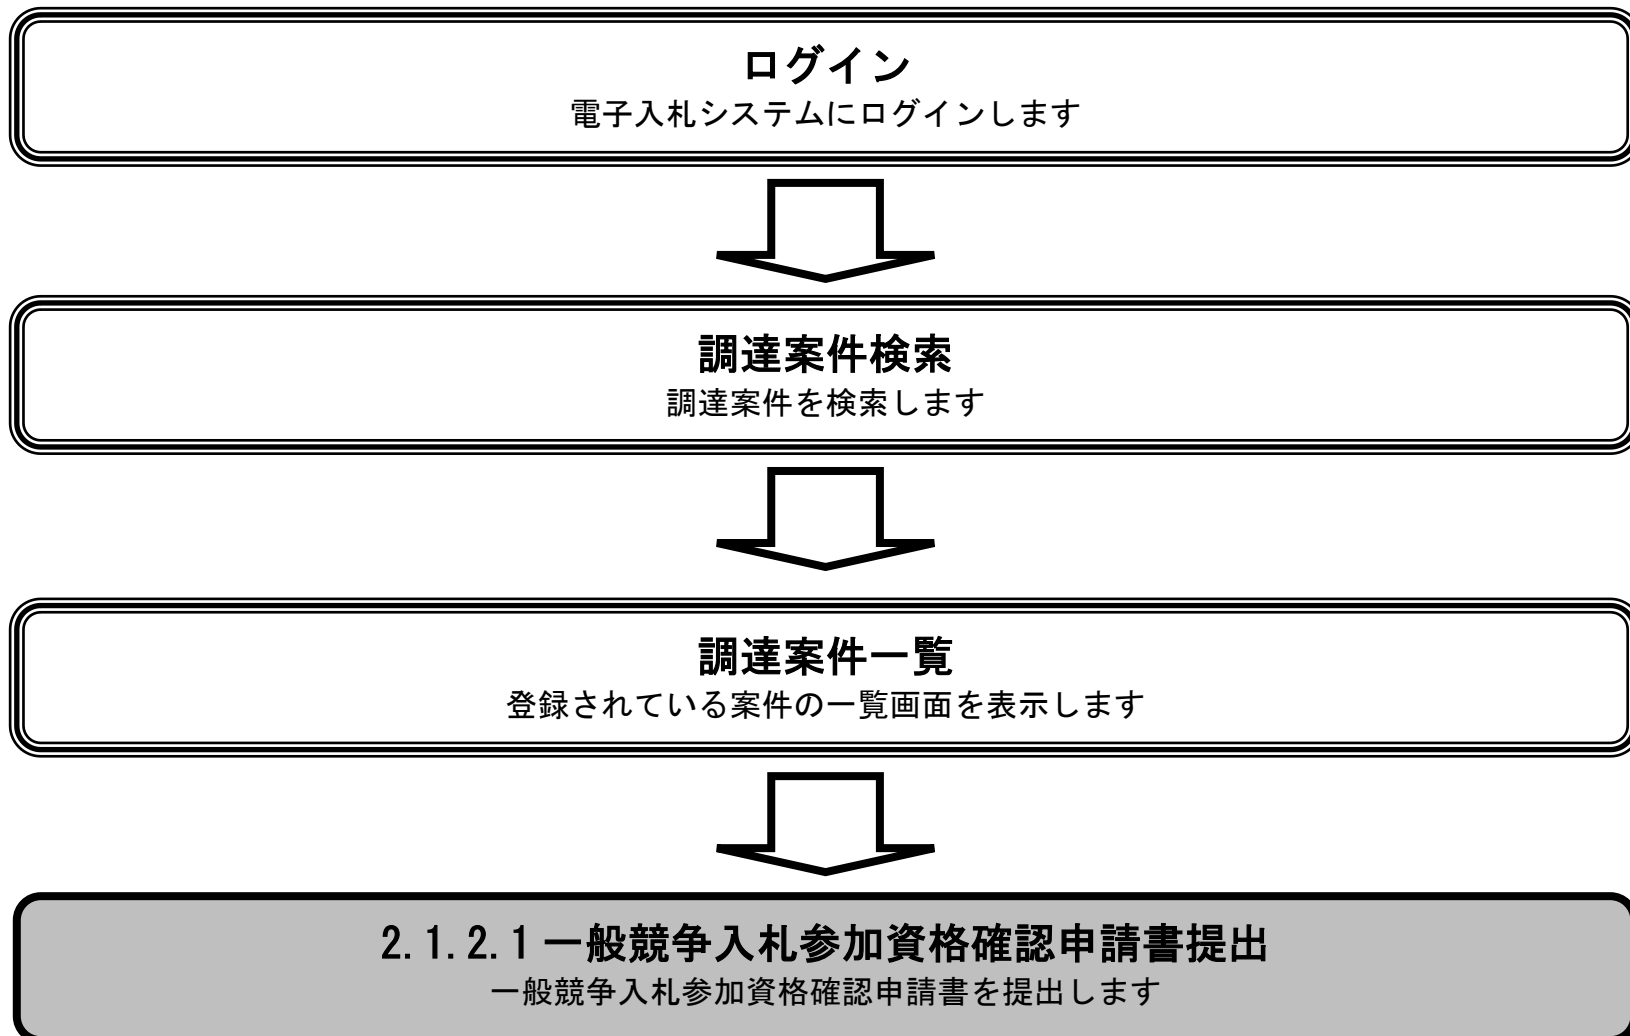 ログイン
電子入札システムにログインします
調達案件検索
調達案件を検索します
調達案件一覧
登録されている案件の一覧画面を表示します
2.1.2.1 一般競争入札参加資格確認申請書提出
一般競争入札参加資格確認申請書を提出します